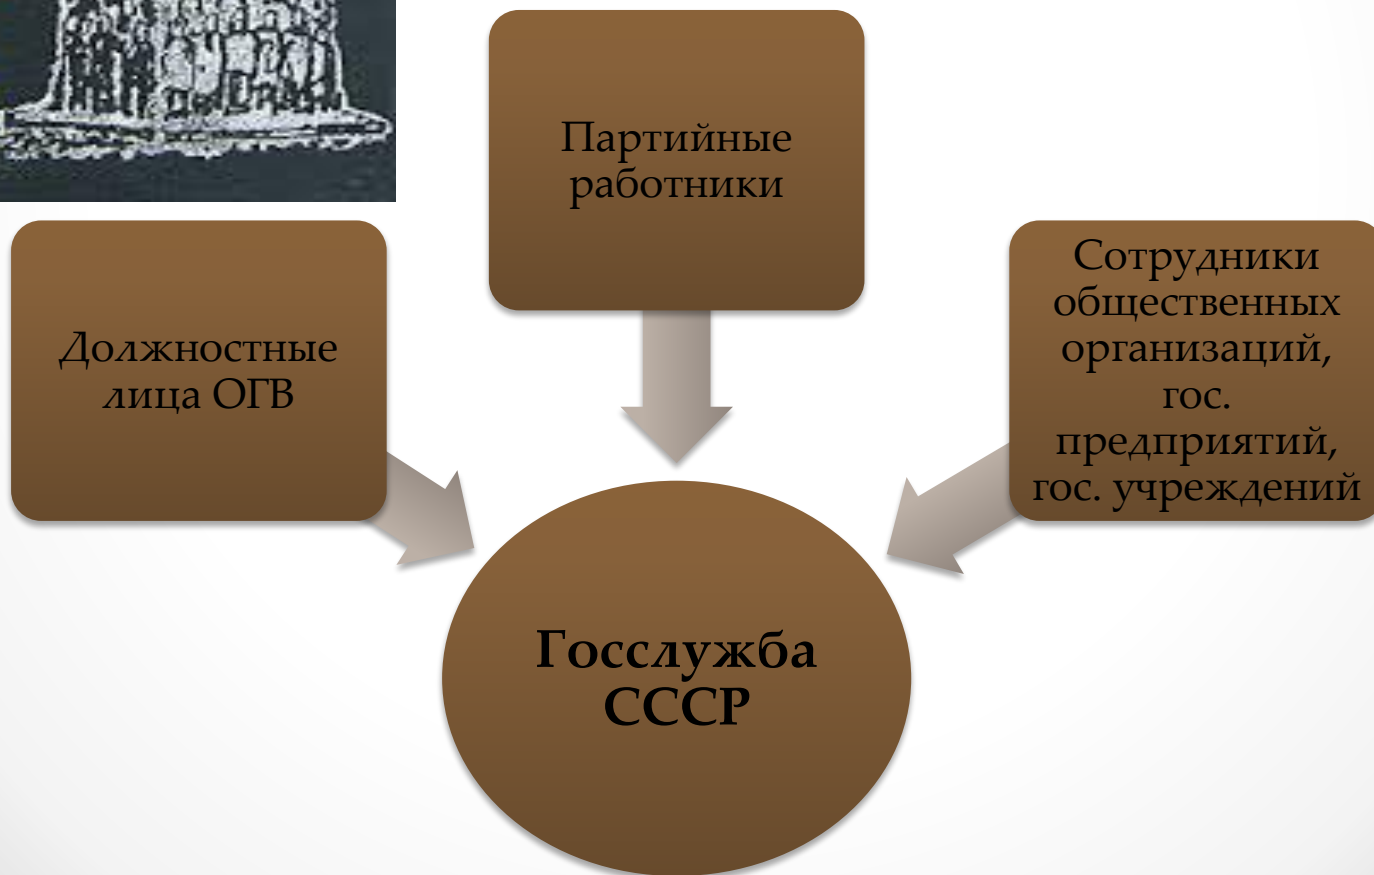 Партийные
работники
Должностные
лица ОГВ
Сотрудники
общественных
организаций,
гос.
предприятий,
гос. учреждений
Госслужба
СССР